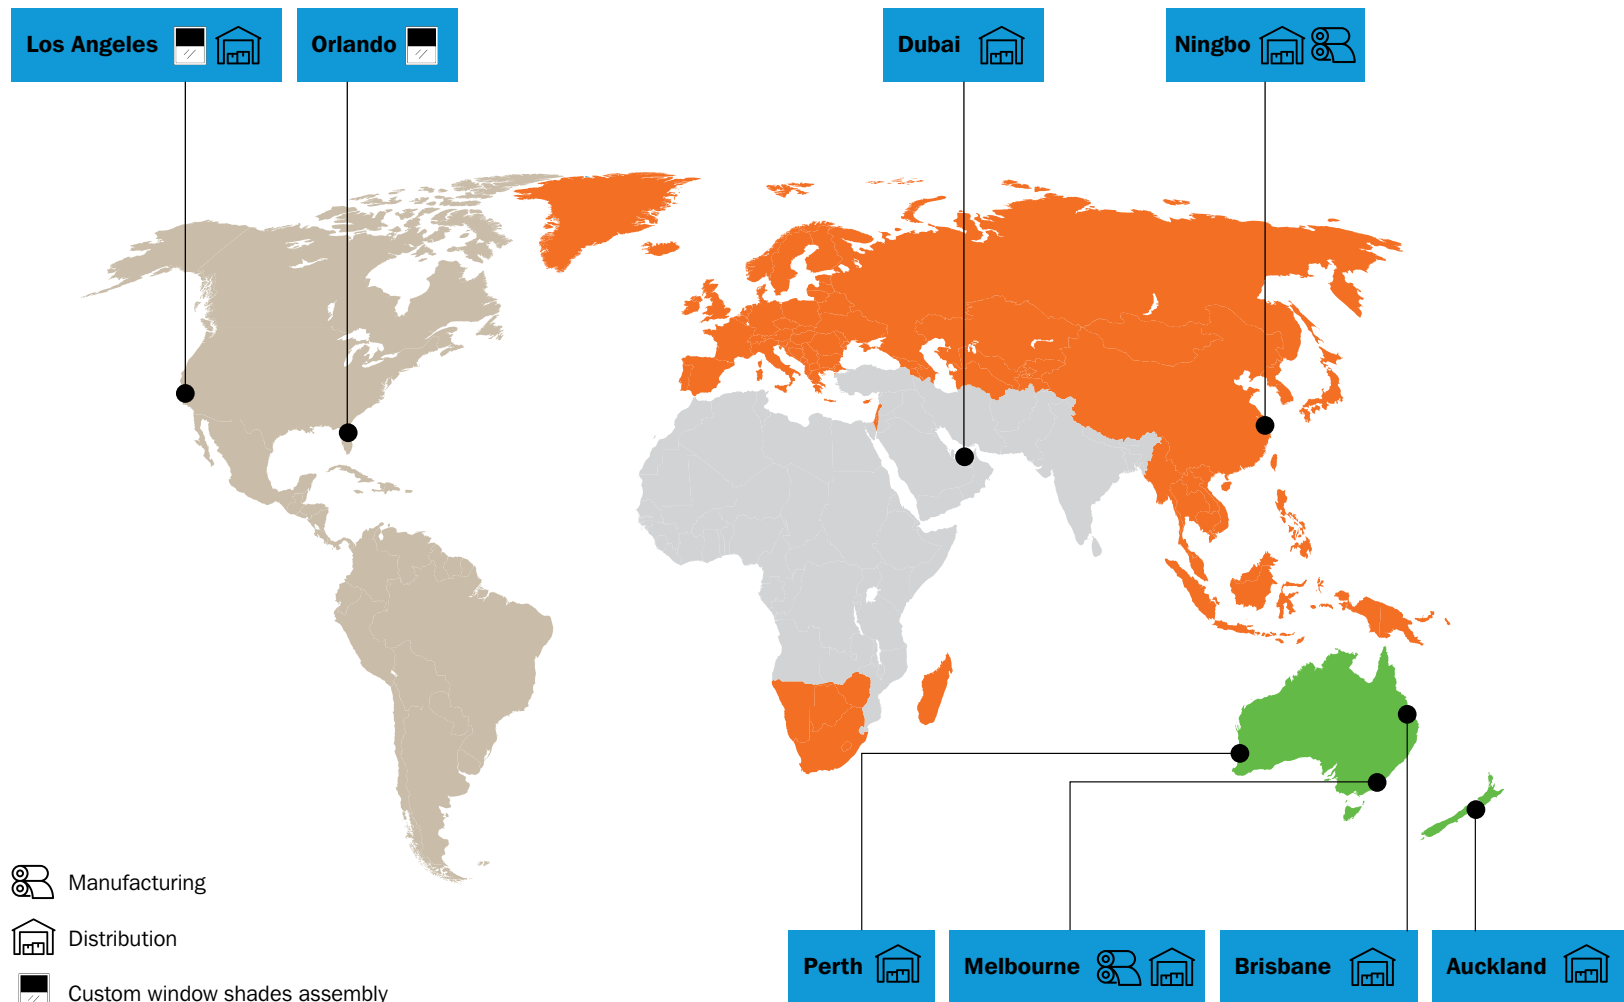 Los Angeles
Orlando
Dubai
Ningbo
Manufacturing
Distribution
Custom window shades assembly
Perth
Melbourne
Brisbane
Auckland